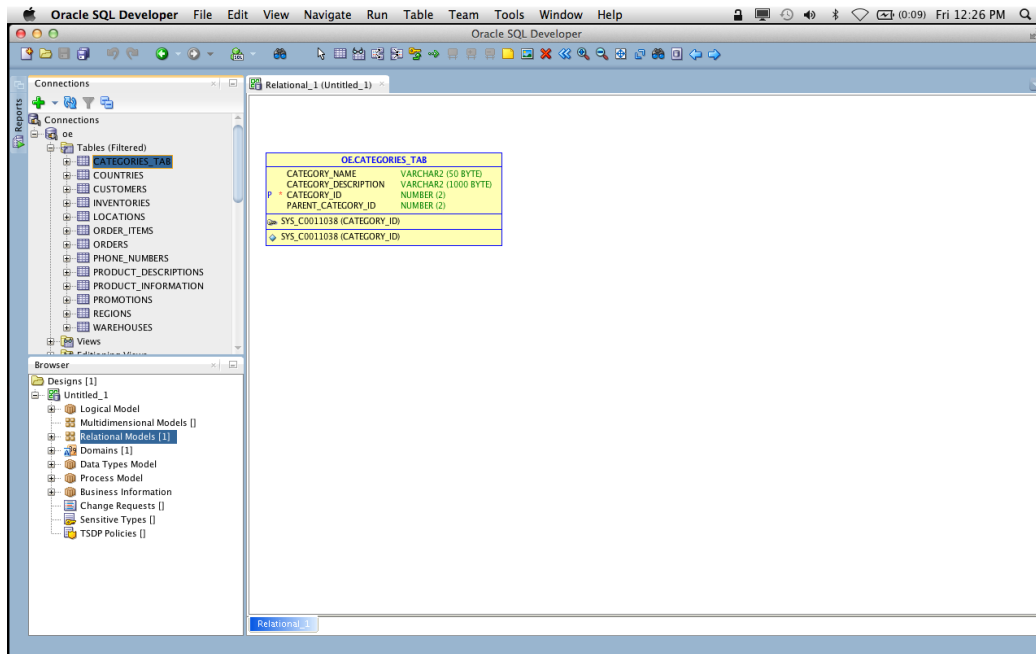 Oracle SQL Developer File Edit View Navigate Run Table Team Tools Window Help (0:09) Fri 12:26 PM
Oracle SQL Developer
Reports
Connections
Connections
oe
Tables (Filtered)
CATEGORIES_TAB
COUNTRIES
CUSTOMERS
INVENTORIES
LOCATIONS
ORDER_ITEMS
ORDERS
PHONE_NUMBERS
PRODUCT_DESCRIPTIONS
PRODUCT_INFORMATION
PROMOTIONS
REGIONS
WAREHOUSES
Views
Browser
Designs [1]
Untitled_1
Logical Model
Multidimensional Models []
Relational Models [1]
Domains [1]
Data Types Model
Process Model
Business Information
Change Requests []
Sensitive Types []
TSDP Policies []
Relational_1 (Untitled_1)
OE.CATEGORIES_TAB
CATEGORY_NAME VARCHAR2 (50 BYTE)
CATEGORY_DESCRIPTION VARCHAR2 (1000 BYTE)
P * CATEGORY_ID NUMBER (2)
PARENT_CATEGORY_ID NUMBER (2)
SYS_C0011038 (CATEGORY_ID)
SYS_C0011038 (CATEGORY_ID)
Relational_1